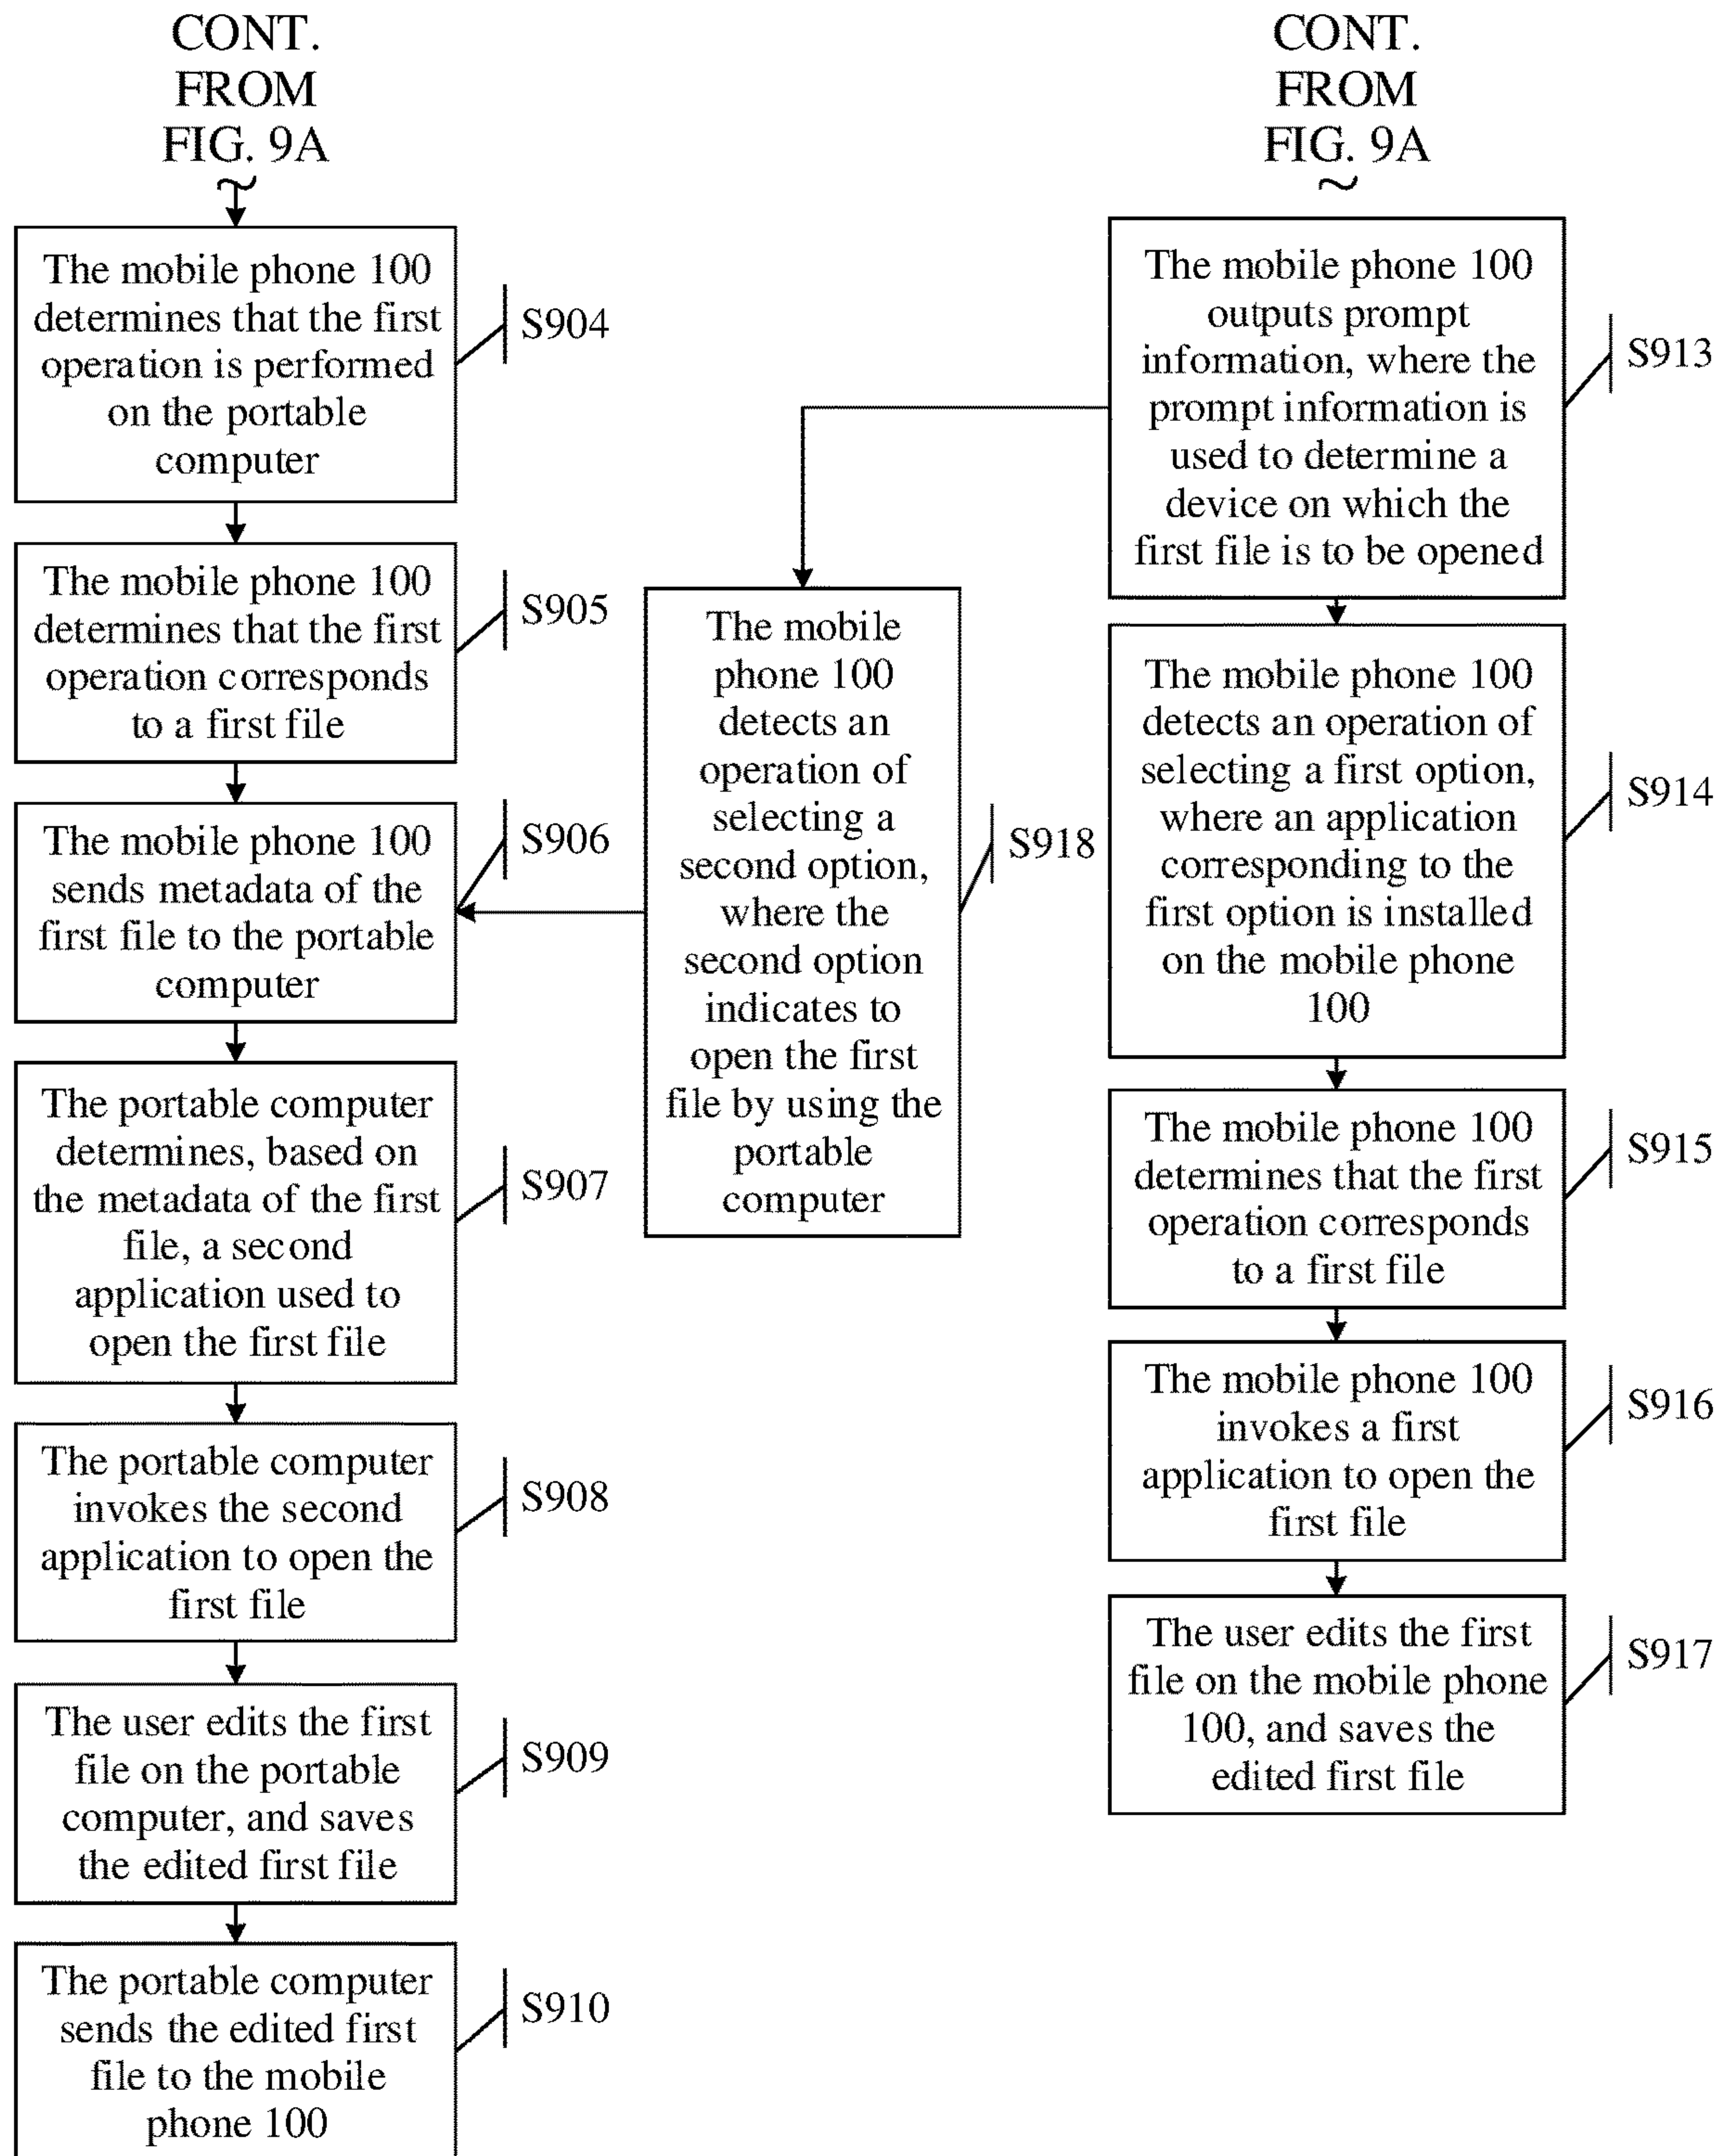 CONT.
FROM
FIG. 9A
The mobile phone 100
determines that the first
operation is performed
on the portable
computer
S904
The mobile phone 100
determines that the first
operation corresponds
to a first file
S905
The mobile phone 100
sends metadata of the
first file to the portable
computer
S906
The portable computer
determines, based on
the metadata of the first
file, a second
application used to
open the first file
S907
The portable computer
invokes the second
application to open the
first file
S908
The user edits the first
file on the portable
computer, and saves
the edited first file
S909
The portable computer
sends the edited first
file to the mobile
phone 100
S910
The mobile
phone 100
detects an
operation of
selecting a
second option,
where the
second option
indicates to
open the first
file by using the
portable
computer
S918
CONT.
FROM
FIG. 9A
The mobile phone 100
outputs prompt
information, where the
prompt information is
used to determine a
device on which the
first file is to be opened
S913
The mobile phone 100
detects an operation of
selecting a first option,
where an application
corresponding to the
first option is installed
on the mobile phone
100
S914
The mobile phone 100
determines that the first
operation corresponds
to a first file
S915
The mobile phone 100
invokes a first
application to open the
first file
S916
The user edits the first
file on the mobile phone
100, and saves the
edited first file
S917